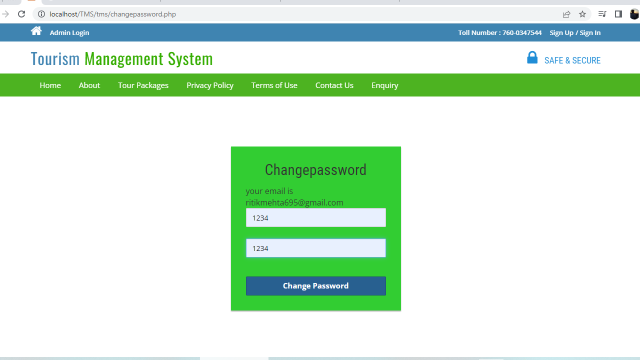 localhost/TMS/tms/changepassword.php
Admin Login
Toll Number : 760-0347544 Sign Up / Sign In
Tourism Management System
SAFE & SECURE
Home About Tour Packages Privacy Policy Terms of Use Contact Us Enquiry
Changepassword
your email is
ritikmehta695@gmail.com
1234
1234
Change Password